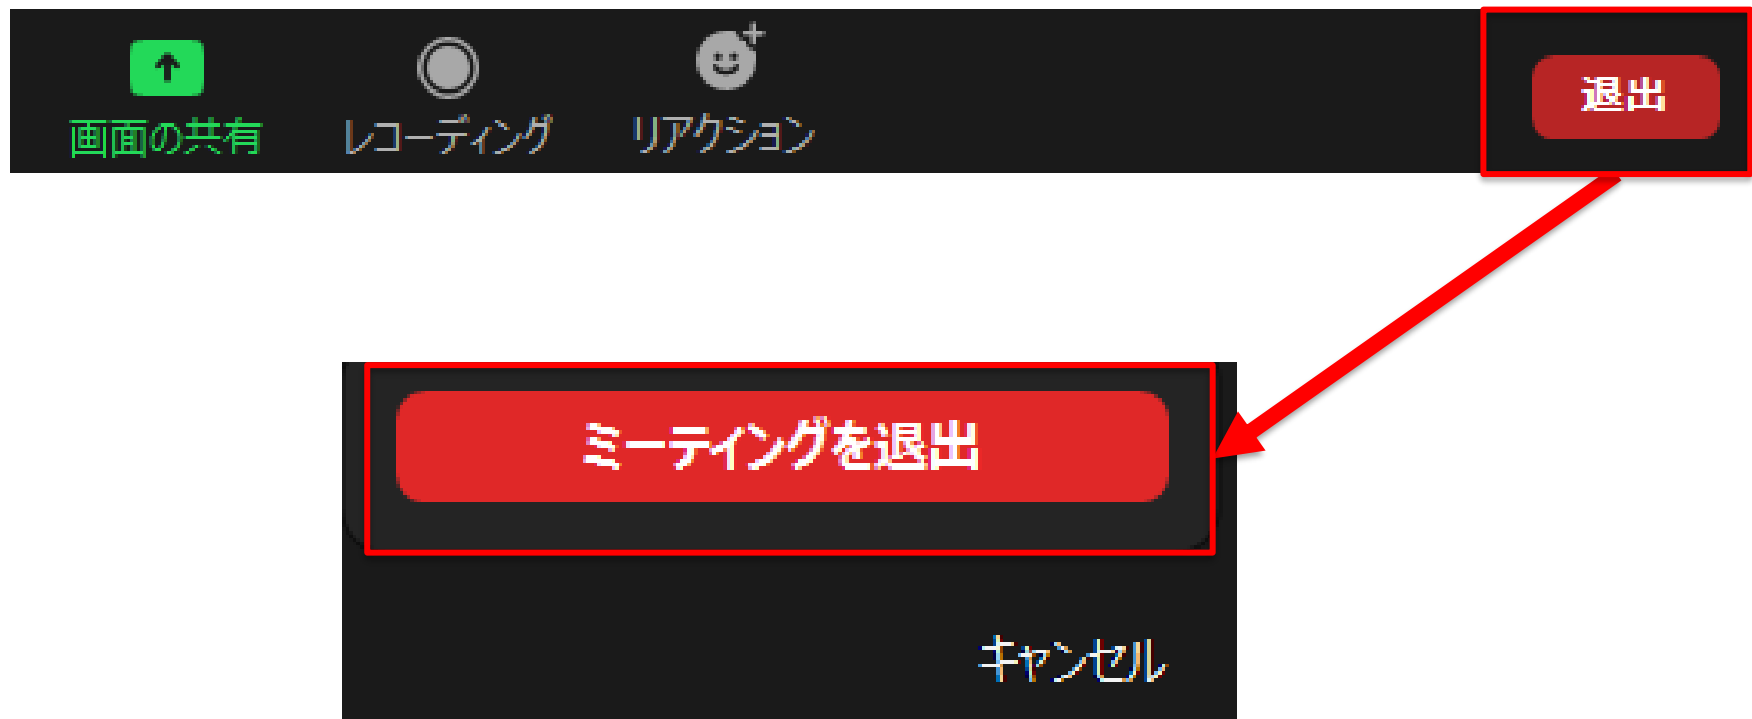 画面の共有 レコーディング リアクション 退出
ミーティングを退出
キャンセル